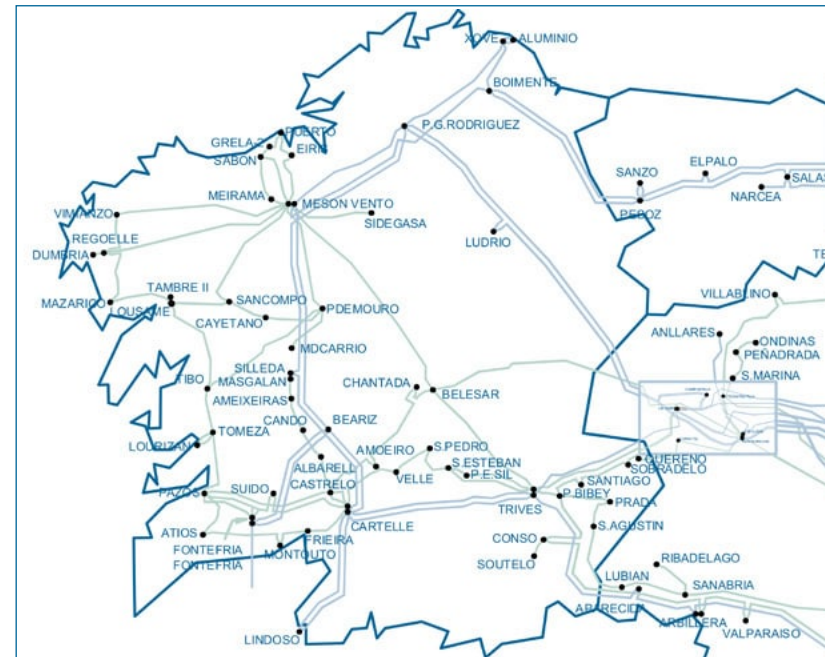 XOVE
ALUMINIO
BOIMENTE
P.G.RODRIGUEZ
PUERTO
GRELA-2
EIRIS
SABON
SANZO
ELPALO
SALAS
NARCEA
PESOZ
MEIRAMA
MESON VENTO
SIDEGASA
VIMIANZO
LUDRIO
REGOELLE
DUMBRIA
TE
VILLABLINO
TAMBRE II
MAZARICO
LOUSAME
SANCOMPO
CAYETANO
PDEMOURO
ANLLARES
ONDINAS
PEÑADRADA
S.MARINA
MDCARRIO
SILLEDA
MASGALAN
TIBO
AMEIXEIRAS
CHANTADA
BELESAR
CANDO
BEARIZ
TOMEZA
LOURIZAN
AMOEIRO
S.PEDRO
ALBARELL
S.ESTEBAN
QUEREÑO
SOBRADELO
CASTRELO
VELLE
P.E.SIL
SANTIAGO
PAZOS
SUIDO
P.BIBEY
PRADA
TRIVES
CARTELLE
ATIOS
FRIEIRA
S.AGUSTIN
CONSO
FONTEFRIA
MONTOUTO
FONTEFRIA
SOUTELO
RIBADELAGO
LUBIAN
SANABRIA
APARECIDA
ARBILLERA
VALPARAISO
LINDOSO